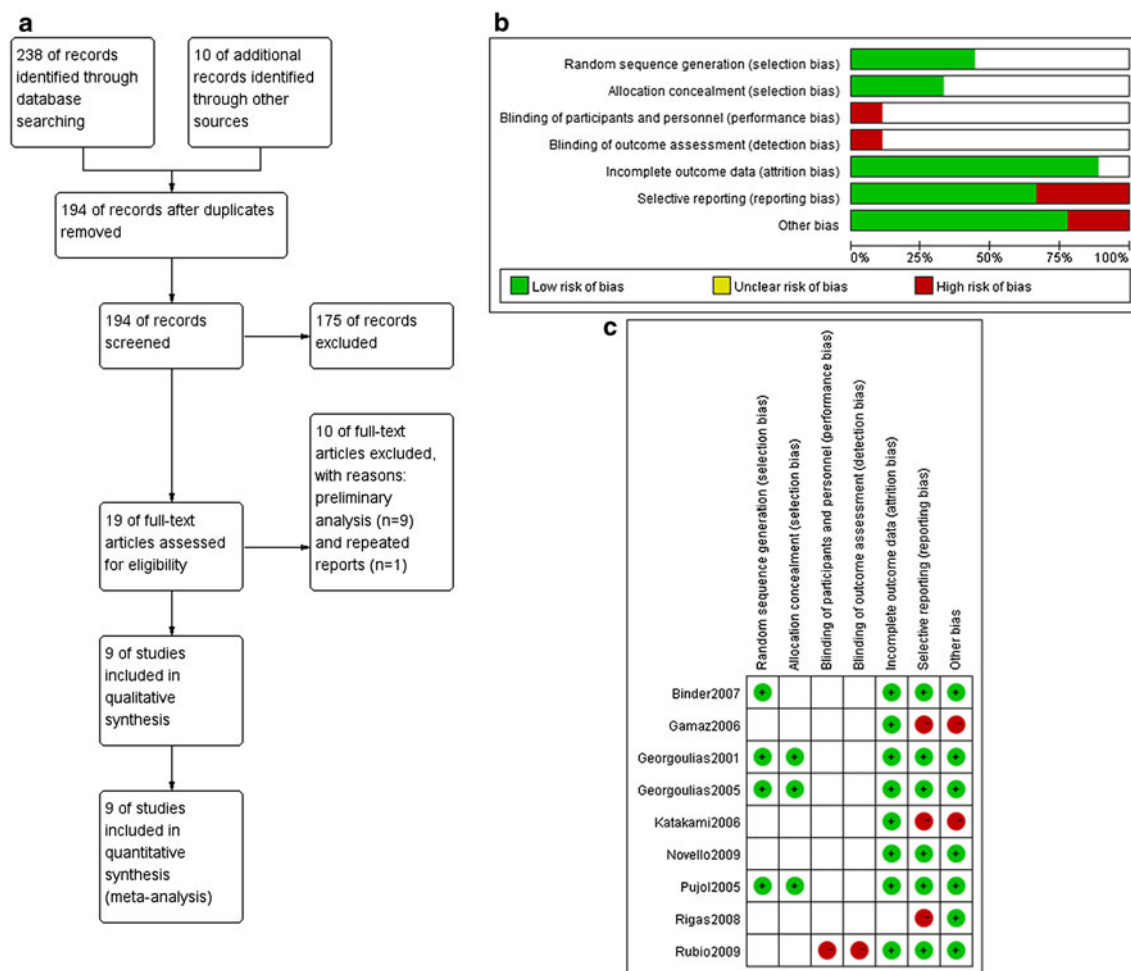 a
238 of records
identified through
database
searching
10 of additional
records identified
through other
sources
194 of records after duplicates
removed
194 of records
screened
175 of records
excluded
10 of full-text
articles excluded,
with reasons:
preliminary
analysis (n=9)
and repeated
reports (n=1)
19 of full-text
articles assessed
for eligibility
9 of studies
included in
qualitative
synthesis
9 of studies
included in
quantitative
synthesis
(meta-analysis)
b
Random sequence generation (selection bias)
Allocation concealment (selection bias)
Blinding of participants and personnel (performance bias)
Blinding of outcome assessment (detection bias)
Incomplete outcome data (attrition bias)
Selective reporting (reporting bias)
Other bias
0% 25% 50% 75% 100%
Low risk of bias Unclear risk of bias High risk of bias
c
Random sequence generation (selection bias)
Allocation concealment (selection bias)
Blinding of participants and personnel (performance bias)
Blinding of outcome assessment (detection bias)
Incomplete outcome data (attrition bias)
Selective reporting (reporting bias)
Other bias
Binder2007 + + + +
Gamaz2006 + - -
Georgoulias2001 + + + + +
Georgoulias2005 + + + + +
Katakami2006 + - -
Novello2009 + + +
Pujol2005 + + + + +
Rigas2008 - +
Rubio2009 - - + + +